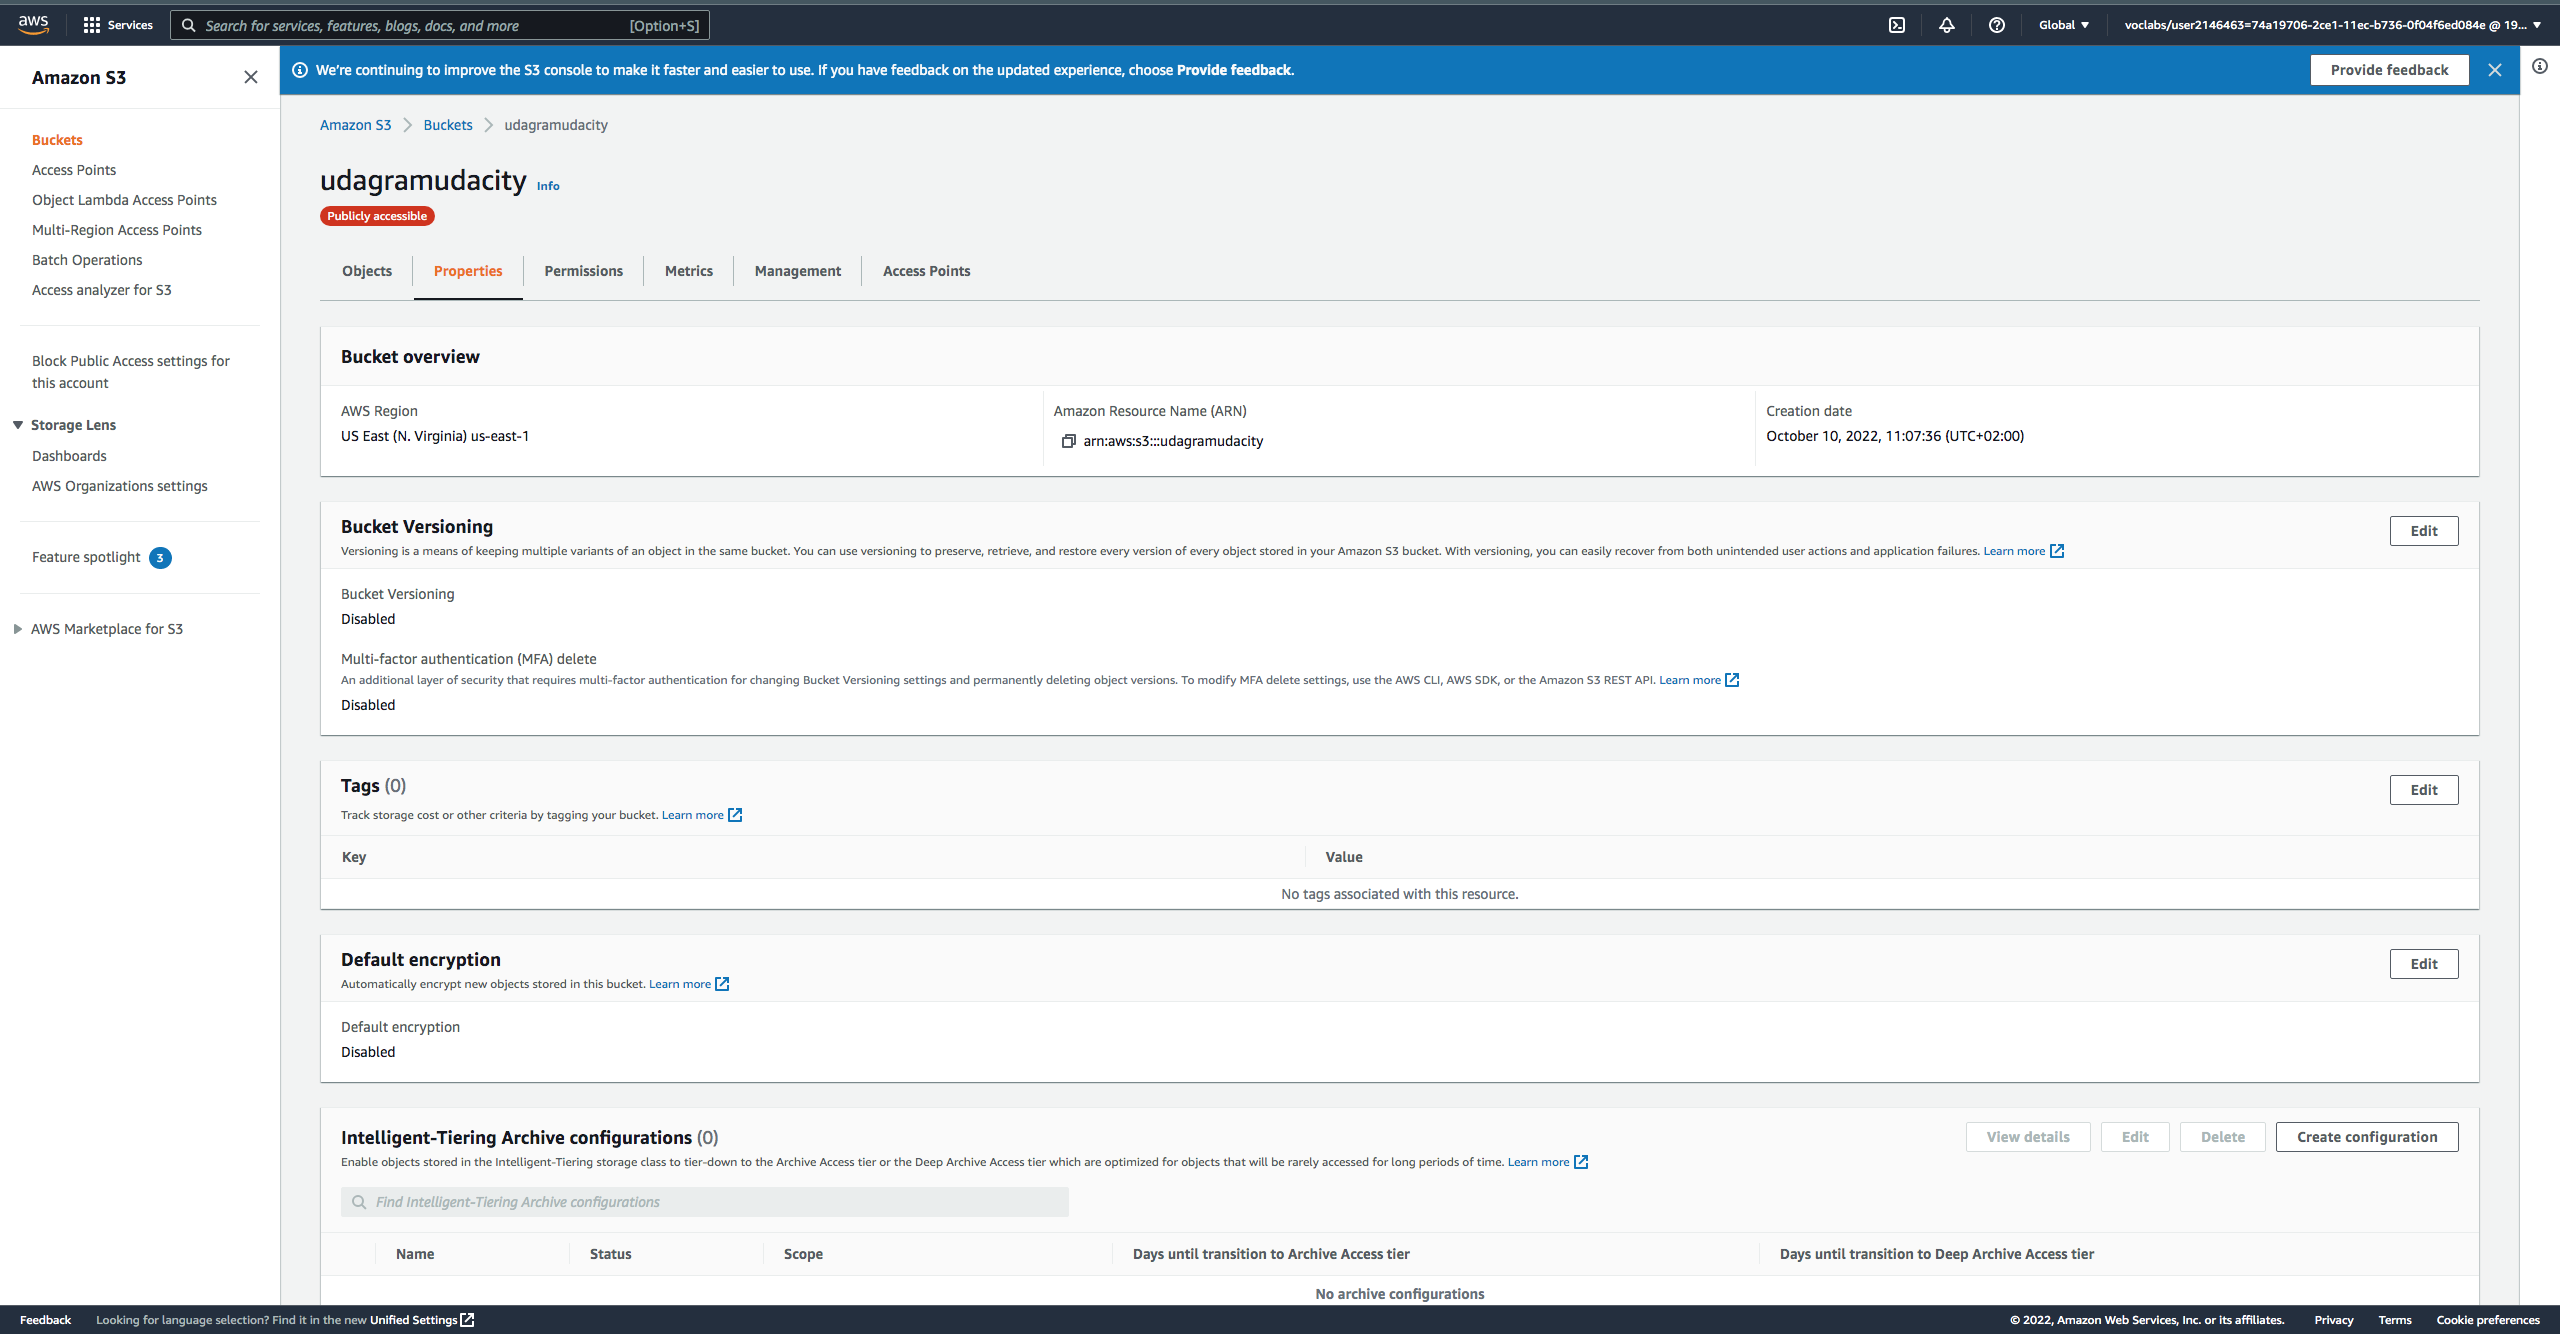 aws
Services
Search for services, features, blogs, docs, and more [Option+S]
Global
voclabs/user2146463=74a19706-2ce1-11ec-b736-0f04f6ed084e @ 19...
Amazon S3
We're continuing to improve the S3 console to make it faster and easier to use. If you have feedback on the updated experience, choose Provide feedback.
Provide feedback
Buckets
Access Points
Object Lambda Access Points
Multi-Region Access Points
Batch Operations
Access analyzer for S3
Block Public Access settings for
this account
Storage Lens
Dashboards
AWS Organizations settings
Feature spotlight 3
AWS Marketplace for S3
Amazon S3 Buckets udagramudacity
udagramudacity Info
Publicly accessible
Objects Properties Permissions Metrics Management Access Points
Bucket overview
AWS Region
US East (N. Virginia) us-east-1
Amazon Resource Name (ARN)
arn:aws:s3:::udagramudacity
Creation date
October 10, 2022, 11:07:36 (UTC+02:00)
Bucket Versioning
Edit
Versioning is a means of keeping multiple variants of an object in the same bucket. You can use versioning to preserve, retrieve, and restore every version of every object stored in your Amazon S3 bucket. With versioning, you can easily recover from both unintended user actions and application failures. Learn more
Bucket Versioning
Disabled
Multi-factor authentication (MFA) delete
An additional layer of security that requires multi-factor authentication for changing Bucket Versioning settings and permanently deleting object versions. To modify MFA delete settings, use the AWS CLI, AWS SDK, or the Amazon S3 REST API. Learn more
Disabled
Tags (0)
Edit
Track storage cost or other criteria by tagging your bucket. Learn more
Key Value
No tags associated with this resource.
Default encryption
Edit
Automatically encrypt new objects stored in this bucket. Learn more
Default encryption
Disabled
Intelligent-Tiering Archive configurations (0)
View details Edit Delete Create configuration
Enable objects stored in the Intelligent-Tiering storage class to tier-down to the Archive Access tier or the Deep Archive Access tier which are optimized for objects that will be rarely accessed for long periods of time. Learn more
Find Intelligent-Tiering Archive configurations
Name Status Scope Days until transition to Archive Access tier Days until transition to Deep Archive Access tier
No archive configurations
Feedback Looking for language selection? Find it in the new Unified Settings
© 2022, Amazon Web Services, Inc. or its affiliates. Privacy Terms Cookie preferences